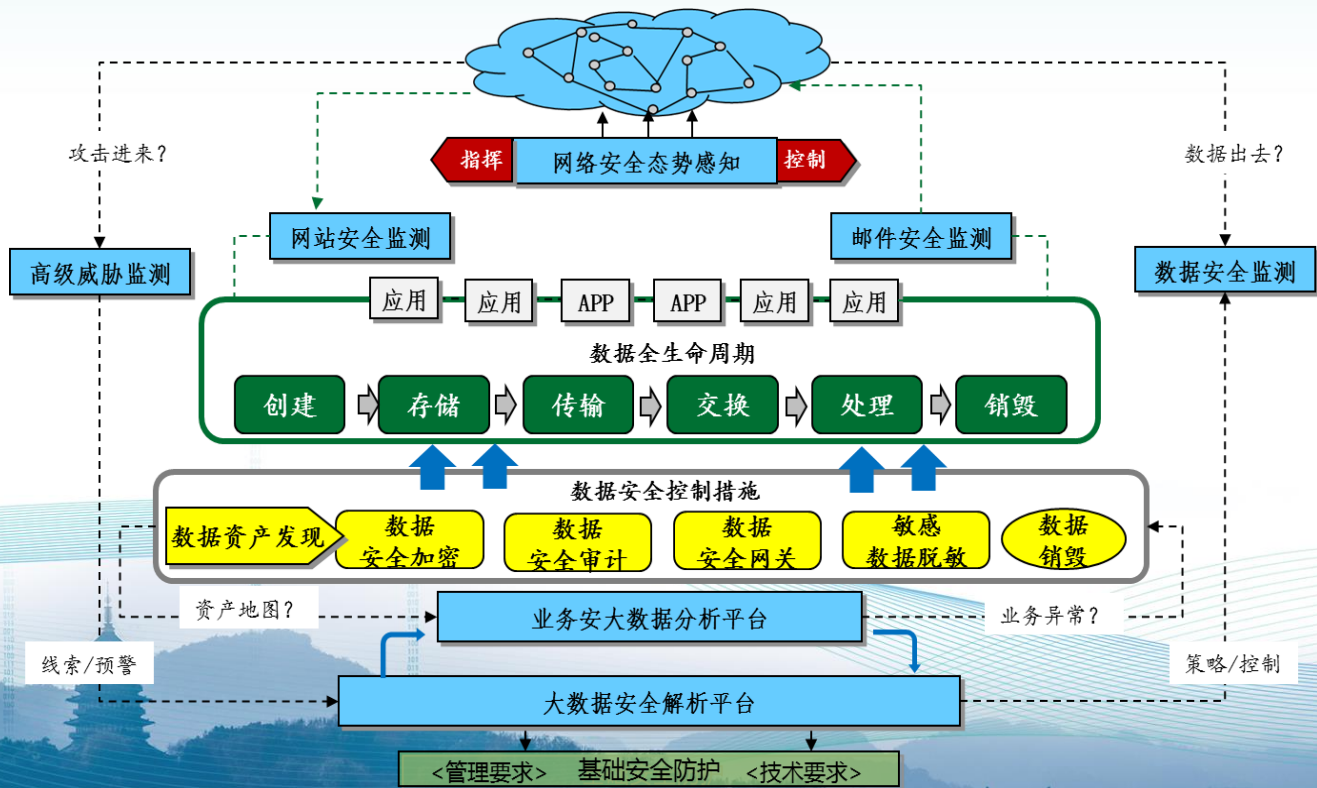 攻击进来?
指挥
网络安全态势感知
控制
数据出去?
网站安全监测
邮件安全监测
高级威胁监测
数据安全监测
应用
应用
APP
APP
应用
应用
数据全生命周期
创建
存储
传输
交换
处理
销毁
数据安全控制措施
数据资产发现
数据
安全加密
数据
安全审计
数据
安全网关
敏感
数据脱敏
数据
销毁
资产地图?
业务安大数据分析平台
业务异常?
线索/预警
策略/控制
大数据安全解析平台
<管理要求>
基础安全防护
<技术要求>